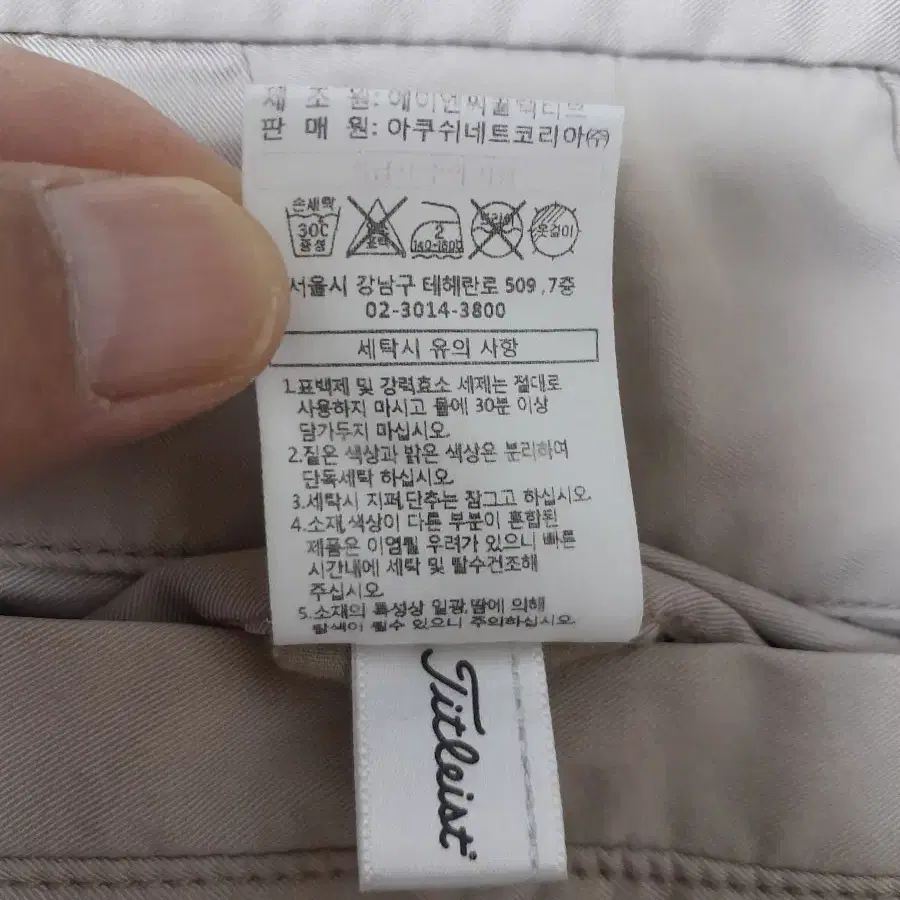 제 조 원: 에이엔씨컬렉티브
판 매 원: 아쿠쉬네트코리아㈜
손세탁
30℃
중성
2
140~160℃
드라이
옷걸이
서울시 강남구 테헤란로 509 ,7층
02-3014-3800
세탁시 유의 사항
1.표백제 및 강력효소 세제는 절대로
사용하지 마시고 물에 30분 이상
담가두지 마십시오.
2.짙은 색상과 밝은 색상은 분리하여
단독세탁 하십시오.
3.세탁시 지퍼,단추는 잠그고 하십시오.
4.소재,색상이 다른 부분이 혼합된
제품은 이염될 우려가 있으니 빠른
시간내에 세탁 및 탈수건조해
주십시오.
5.소재의 특성상 일광,땀에 의해
탈색이 될수 있으니 주의하십시오.
Titleist